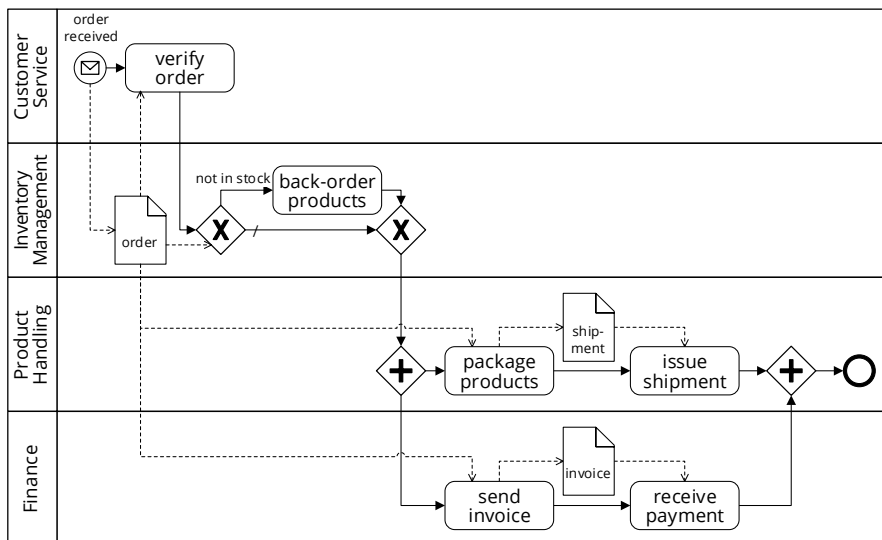 Customer
Service
order
received
verify
order
Inventory
Management
order
not in stock
back-order
products
X
X
Product
Handling
package
products
ship-
ment
issue
shipment
Finance
send
invoice
invoice
receive
payment